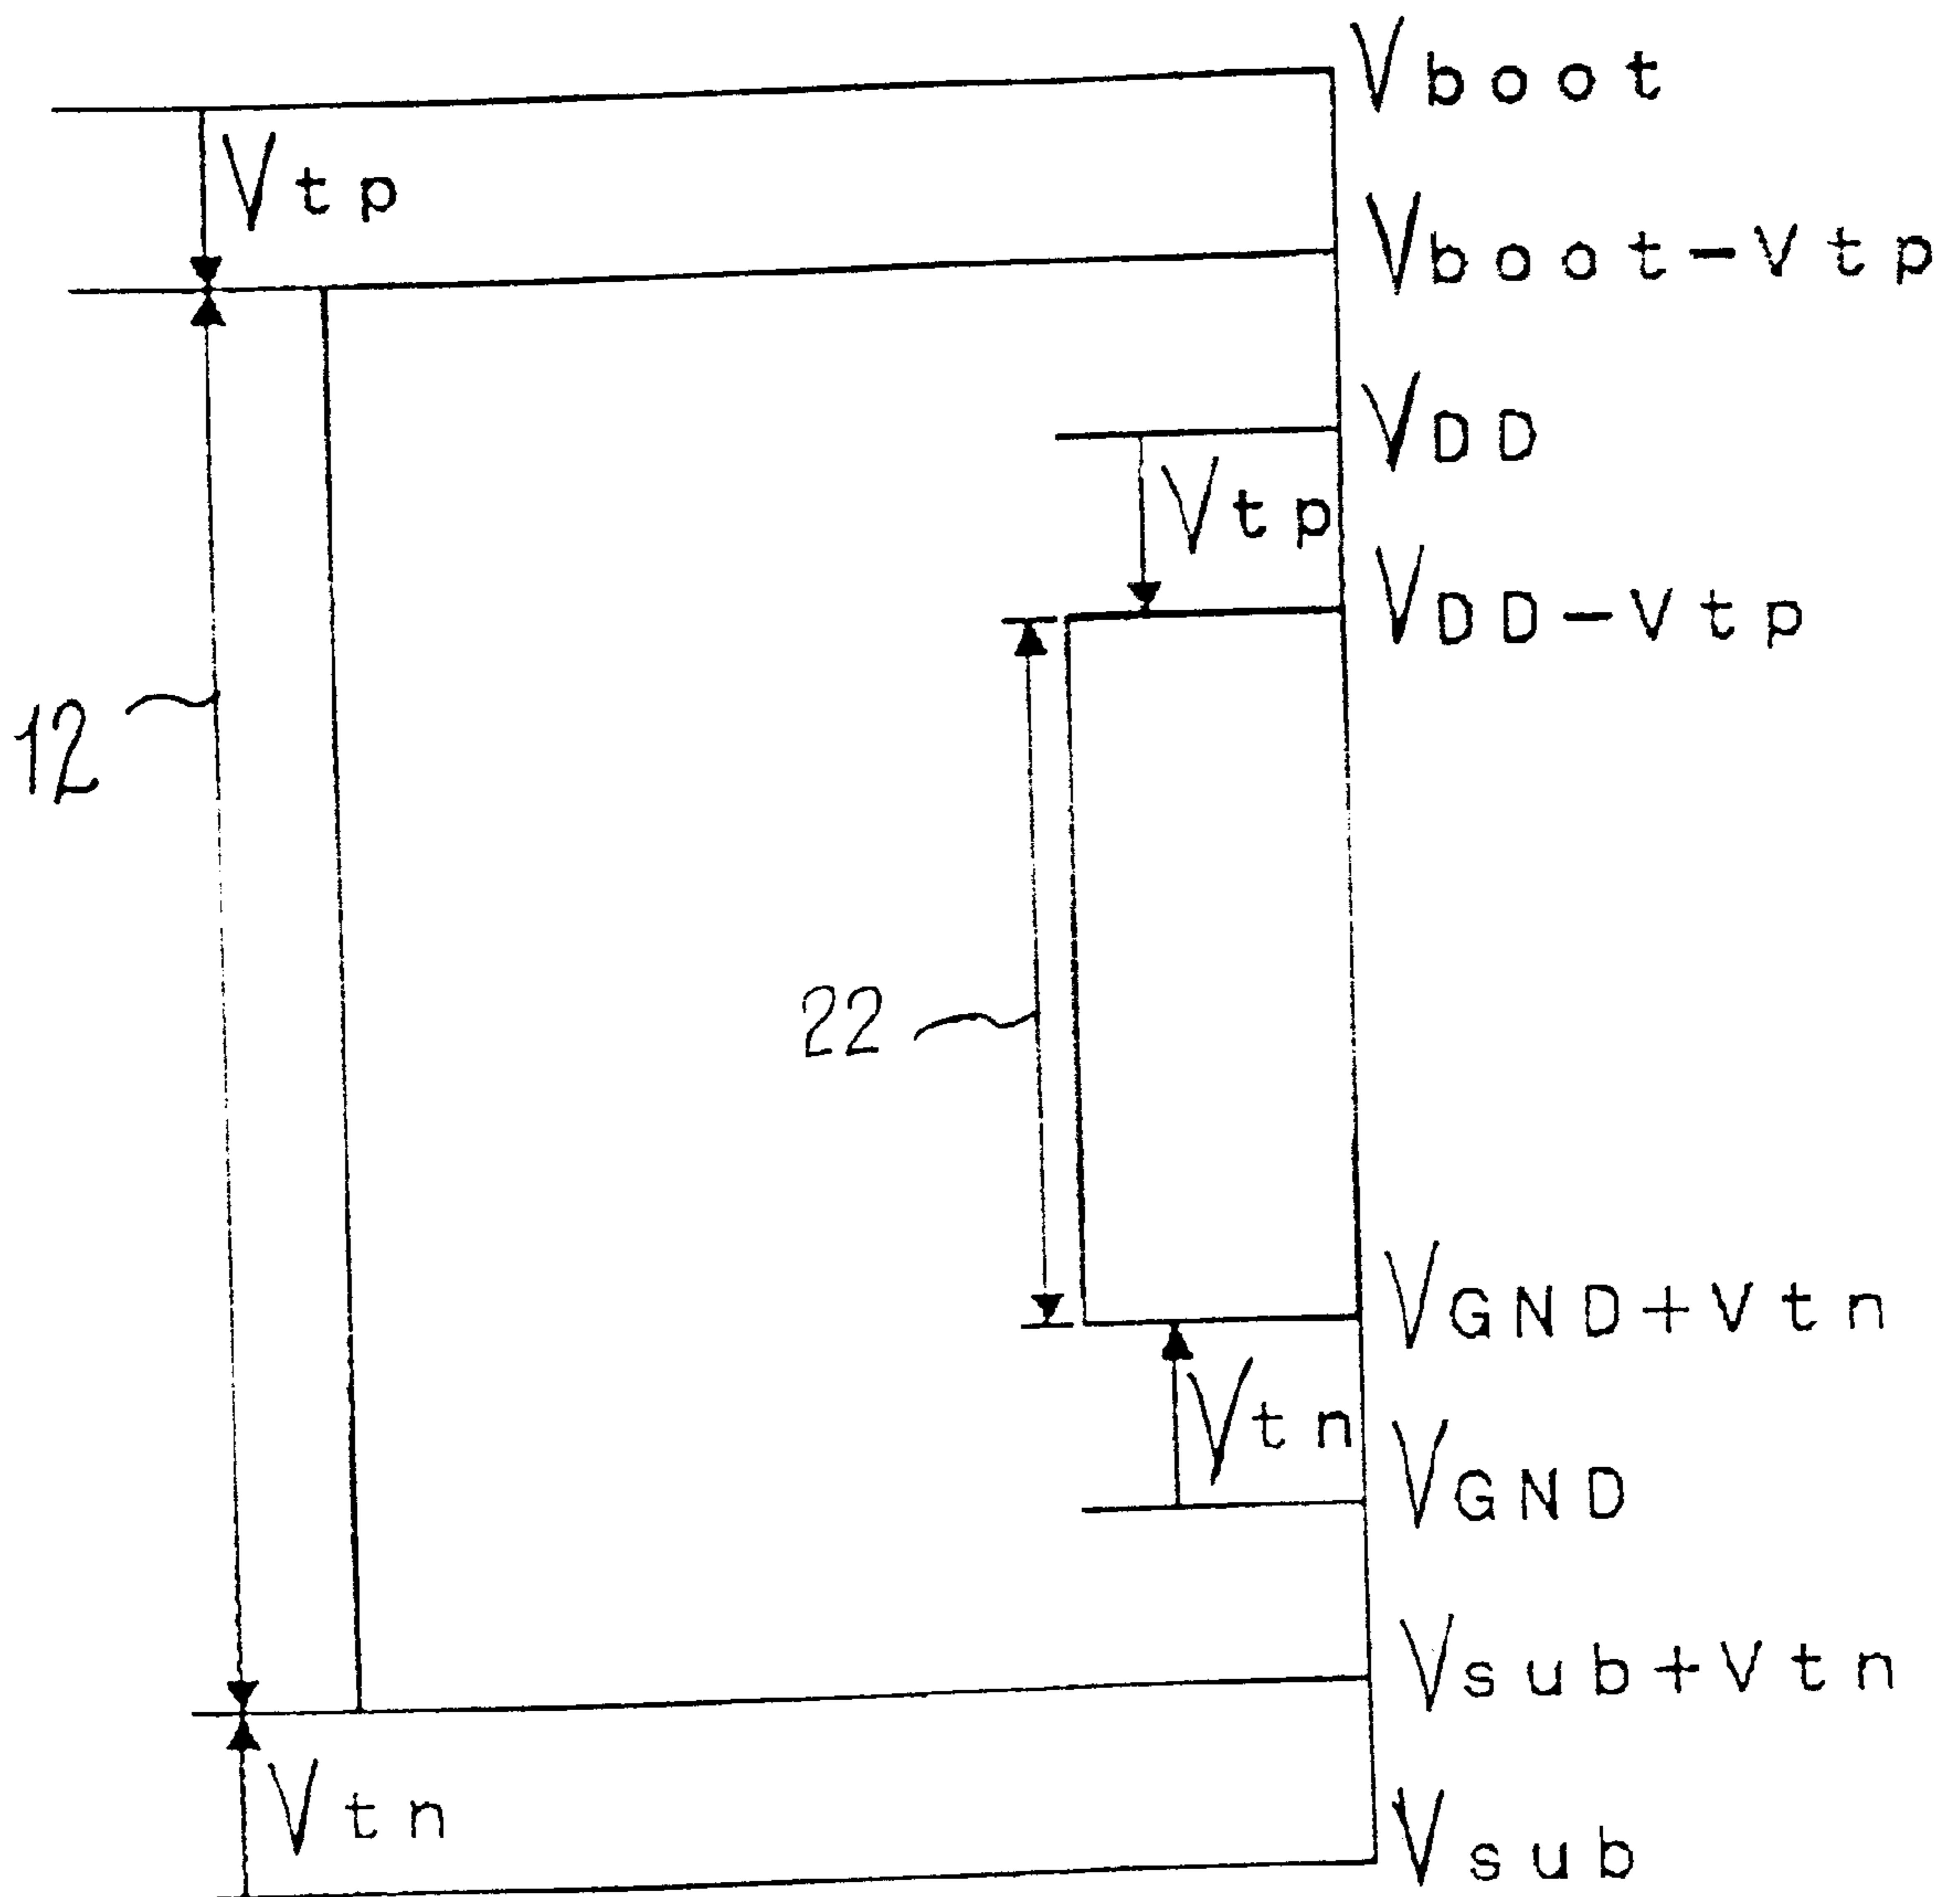 Vboot
Vtp
Vboot-Vtp
VDD
Vtp
VDD-Vtp
12
22
VGND+Vtn
Vtn
VGND
Vsub+Vtn
Vtn
Vsub